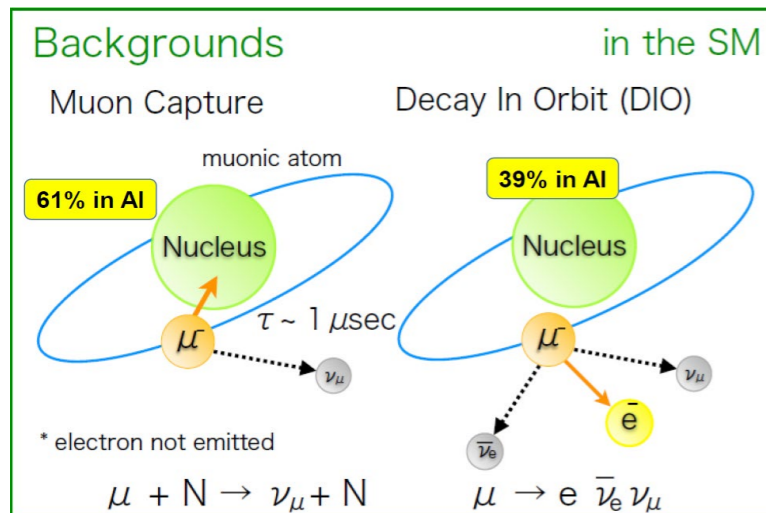 Backgrounds
in the SM
Muon Capture
Decay In Orbit (DIO)
muonic atom
61% in Al
39% in Al
Nucleus
Nucleus
μ-
τ ~ 1 μsec
μ-
ν_μ
ν_μ
e-
ν̅_e
* electron not emitted
μ + N → ν_μ + N
μ → e ν̅_e ν_μ